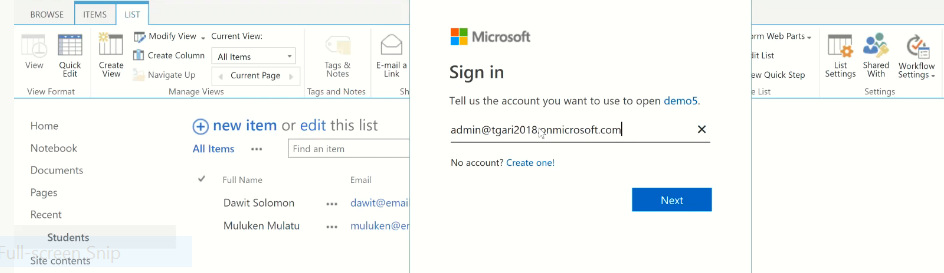 BROWSE ITEMS LIST
View
Quick Edit
View Format
Create View
Modify View
Create Column
Navigate Up
Current View:
All Items
Current Page
Manage Views
Tags & Notes
Tags and Notes
E-mail a Link
Sh
Home
Notebook
Documents
Pages
Recent
Students
Site contents
Full-screen Snip
new item or edit this list
All Items ••• Find an item
Full Name Email
Dawit Solomon ••• dawit@emai
Muluken Mulatu ••• muluken@e
Microsoft
Sign in
Tell us the account you want to use to open demo5.
admin@tgari2018.onmicrosoft.com
No account? Create one!
Next
orm Web Parts
dit List
ew Quick Step
e List
List Settings
Shared With
Workflow Settings
Settings